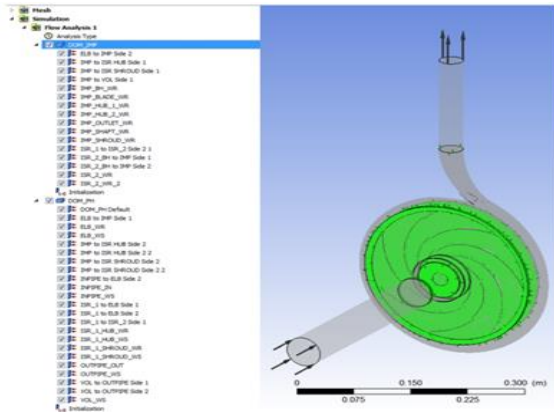 Mesh
Simulation
Flow Analysis 1
Analysis Type
DOM_IMP
ELB to IMP Side 2
IMP to ISR HUB Side 1
IMP to ISR SHROUD Side 1
IMP to VOL Side 1
IMP_BH_WR
IMP_BLADE_WR
IMP_HUB_1_WR
IMP_HUB_2_WR
IMP_OUTLET_WR
IMP_SHAFT_WR
IMP_SHROUD_WR
ISR_1 to ISR_2 Side 2 1
ISR_2_BH to IMP Side 1
ISR_2_BH to IMP Side 2
ISR_2_WR
ISR_2_WR_2
Initialization
DOM_PH
DOM_PH Default
ELB to IMP Side 1
ELB_WR
ELB_WS
IMP to ISR HUB Side 2
IMP to ISR HUB Side 2 2
IMP to ISR SHROUD Side 2
IMP to ISR SHROUD Side 2 2
INPIPE to ELB Side 2
INPIPE_IN
INPIPE_WS
ISR_1 to ELB Side 1
ISR_1 to ELB Side 2
ISR_1 to ISR_2 Side 1
ISR_1_HUB_WR
ISR_1_HUB_WS
ISR_1_SHROUD_WR
ISR_1_SHROUD_WS
OUTPIPE_OUT
OUTPIPE_WS
VOL to OUTPIPE Side 1
VOL to OUTPIPE Side 2
VOL_WS
Initialization
0 0.150 0.300 (m)
0.075 0.225